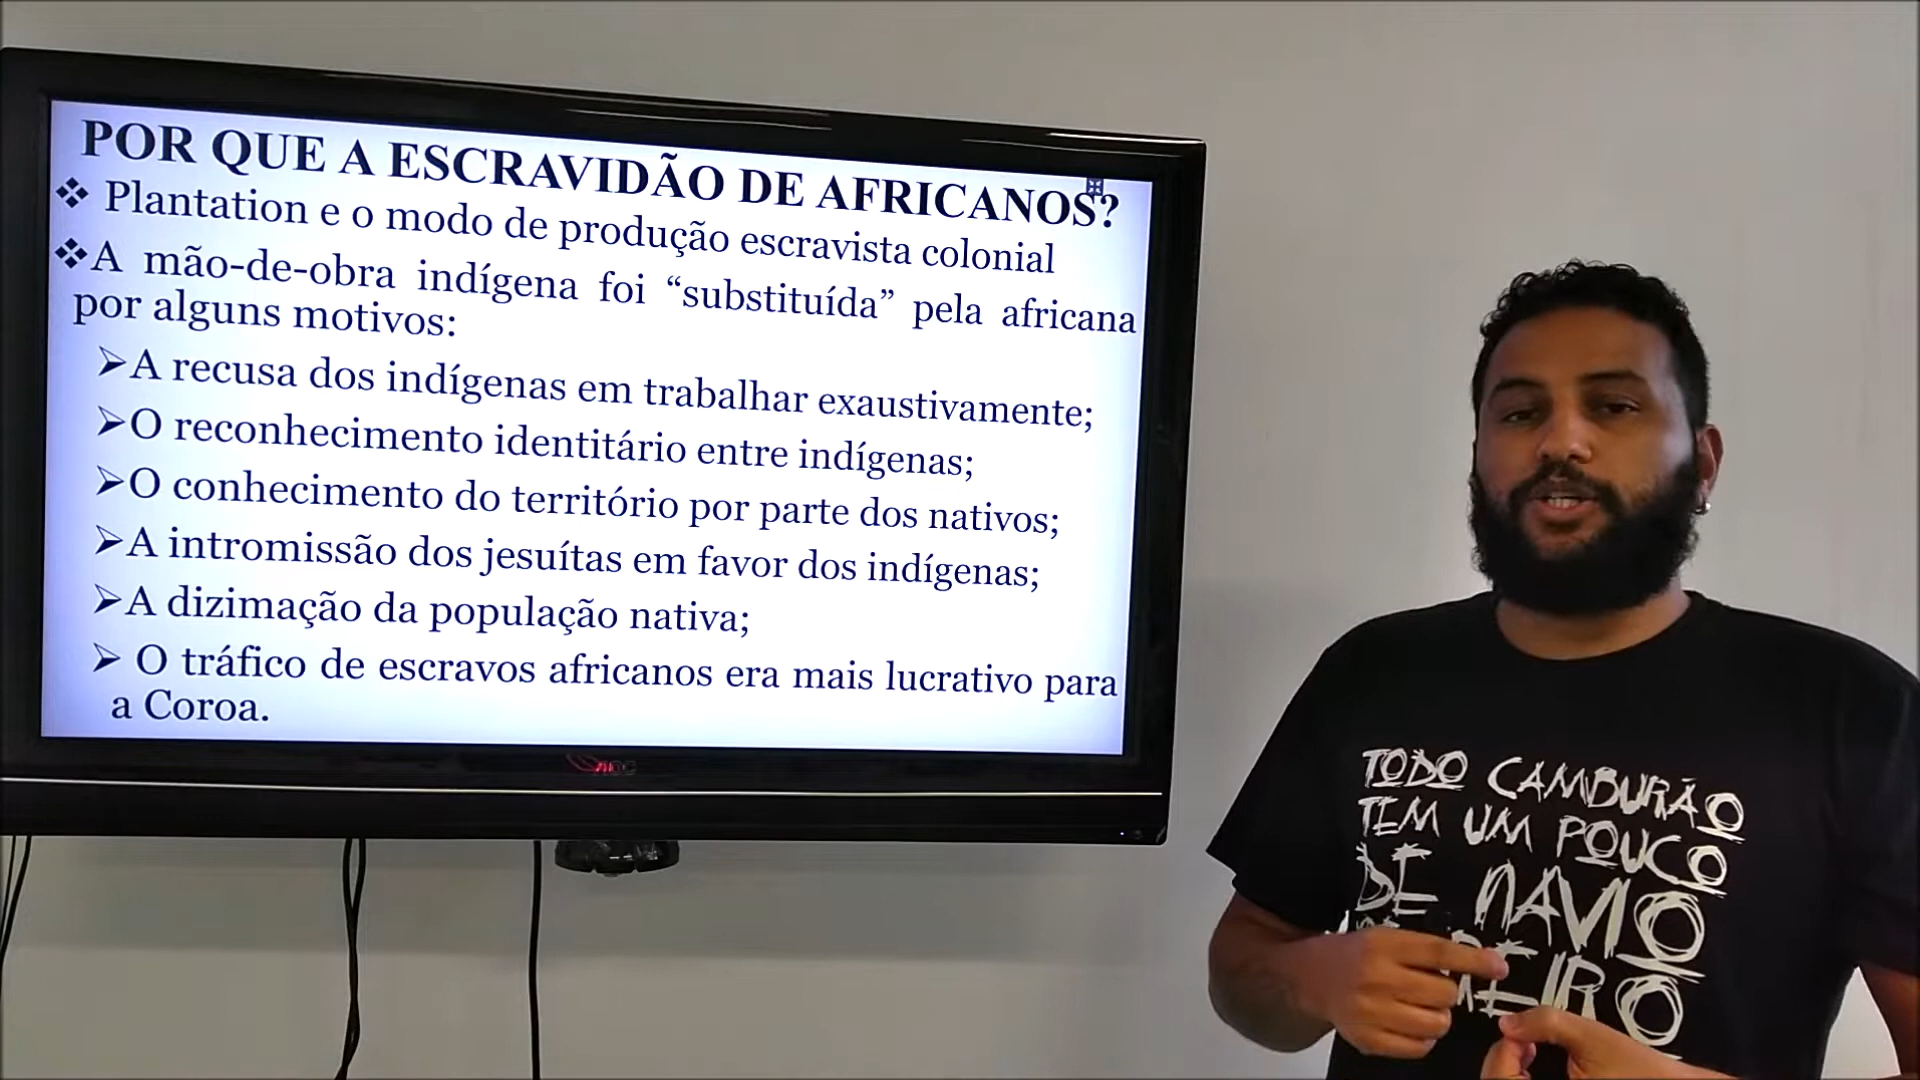 POR QUE A ESCRAVIDÃO DE AFRICANOS?
❖ Plantation e o modo de produção escravista colonial
❖A mão-de-obra indígena foi “substituída” pela africana
por alguns motivos:
➢A recusa dos indígenas em trabalhar exaustivamente;
➢O reconhecimento identitário entre indígenas;
➢O conhecimento do território por parte dos nativos;
➢A intromissão dos jesuítas em favor dos indígenas;
➢A dizimação da população nativa;
➢ O tráfico de escravos africanos era mais lucrativo para
a Coroa.
TODO CAMBURÃO
TEM UM POUCO
DE NAVIO